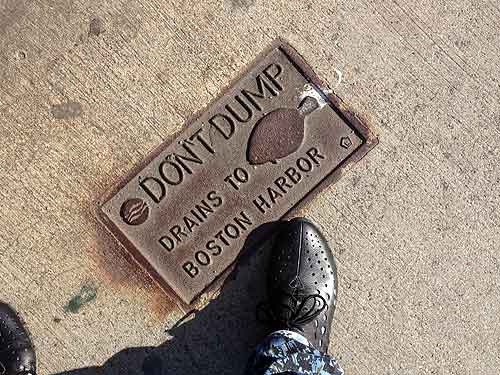 DON'T DUMP
DRAINS TO
BOSTON HARBOR